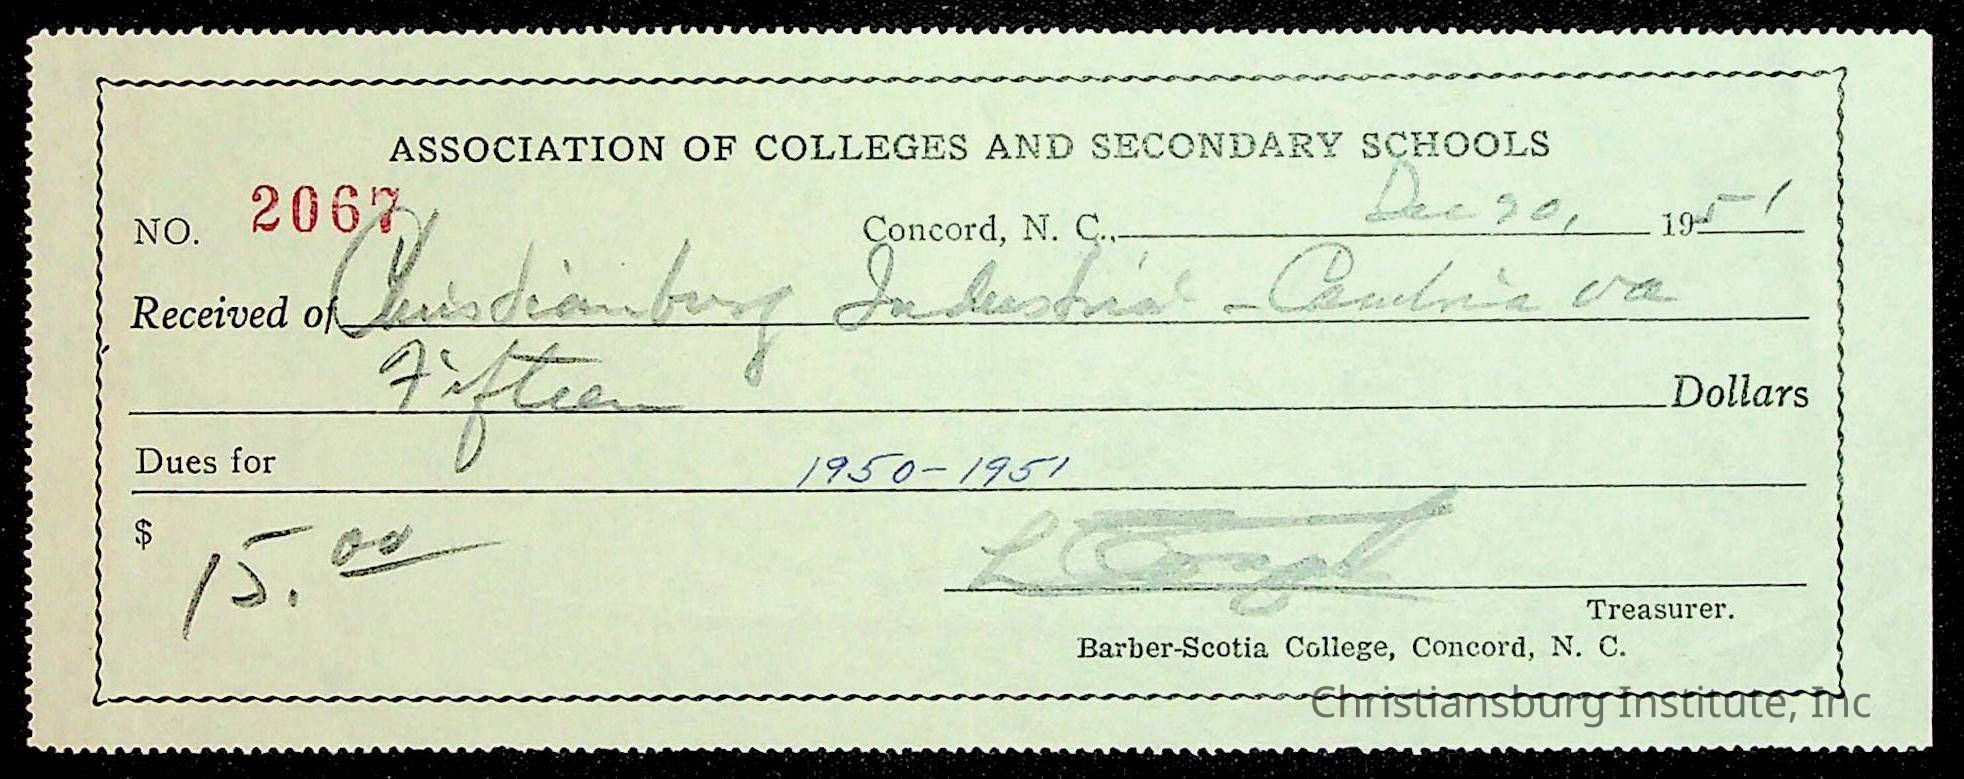 ASSOCIATION OF COLLEGES AND SECONDARY SCHOOLS
NO. 2067 Concord, N. C., Dec 20, 1951
Received of Christianburg Industrial - Cambria va
Fifteen Dollars
Dues for 1950-1951
$ 15.00
L
Treasurer.
Barber-Scotia College, Concord, N. C.
Christiansburg Institute, Inc